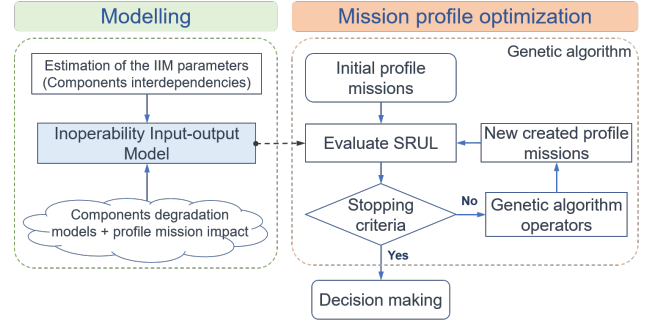 Modelling
Estimation of the IIM parameters
(Components interdependencies)
Inoperability Input-output
Model
Components degradation
models + profile mission impact
Mission profile optimization
Genetic algorithm
Initial profile
missions
Evaluate SRUL
New created profile
missions
Stopping
criteria
No
Genetic algorithm
operators
Yes
Decision making